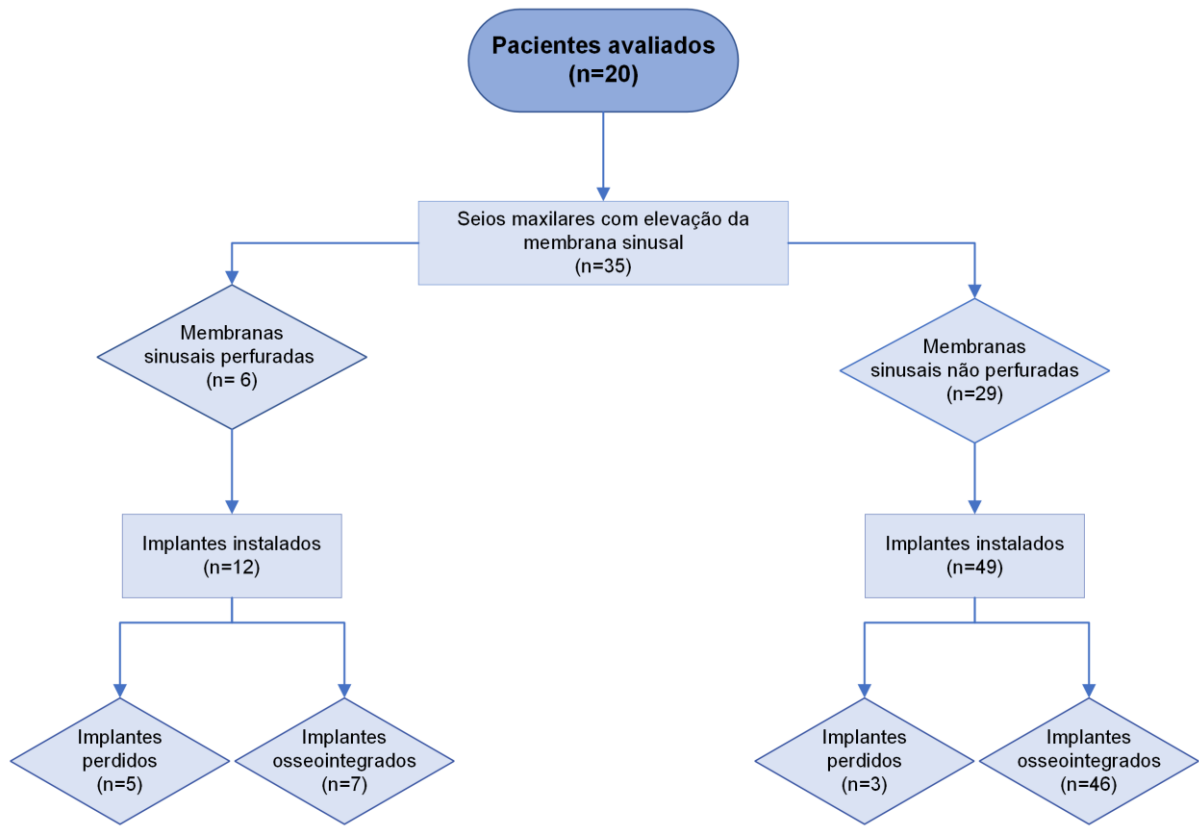 Pacientes avaliados
(n=20)
Seios maxilares com elevação da
membrana sinusal
(n=35)
Membranas
sinusais perfuradas
(n= 6)
Membranas
sinusais não perfuradas
(n=29)
Implantes instalados
(n=12)
Implantes instalados
(n=49)
Implantes
perdidos
(n=5)
Implantes
osseointegrados
(n=7)
Implantes
perdidos
(n=3)
Implantes
osseointegrados
(n=46)